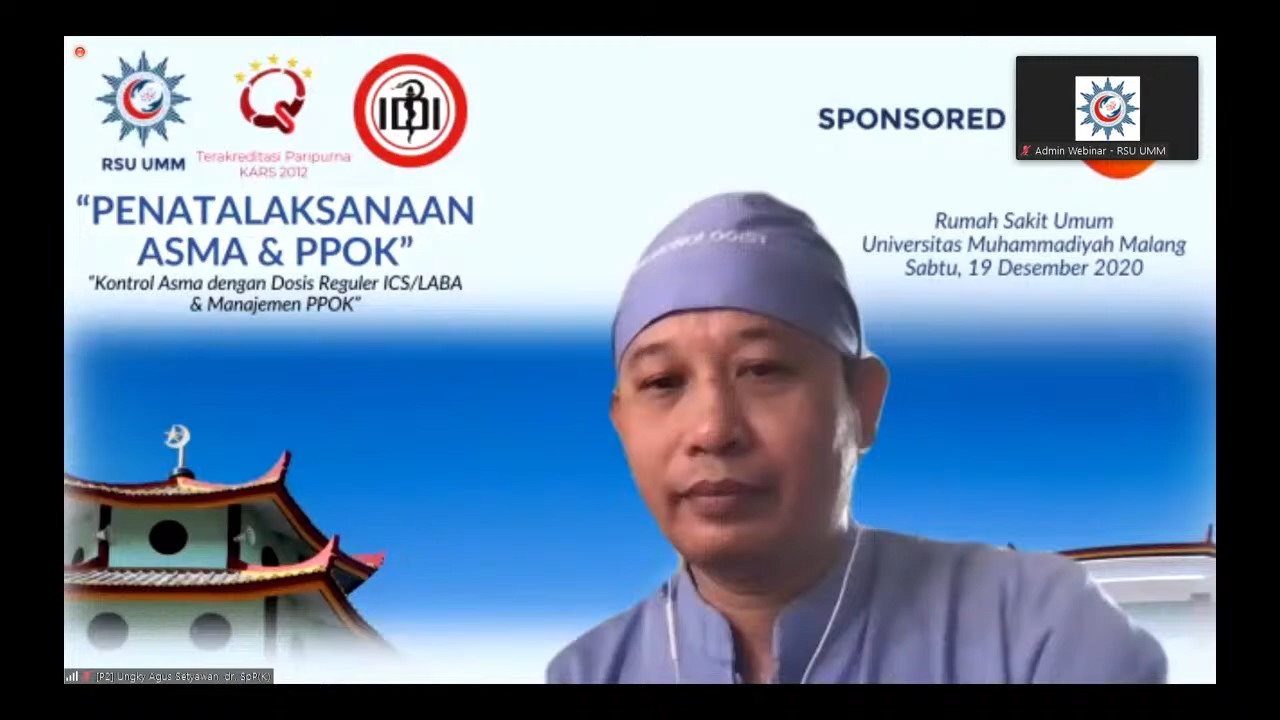 RSU UMM
Terakreditasi Paripurna
KARS 2012
IDI
SPONSORED
Admin Webinar - RSU UMM
“PENATALAKSANAAN
ASMA & PPOK”
“Kontrol Asma dengan Dosis Reguler ICS/LABA
& Manajemen PPOK”
Rumah Sakit Umum
Universitas Muhammadiyah Malang
Sabtu, 19 Desember 2020
[P2] Ungky Agus Setyawan, dr. SpP(K)